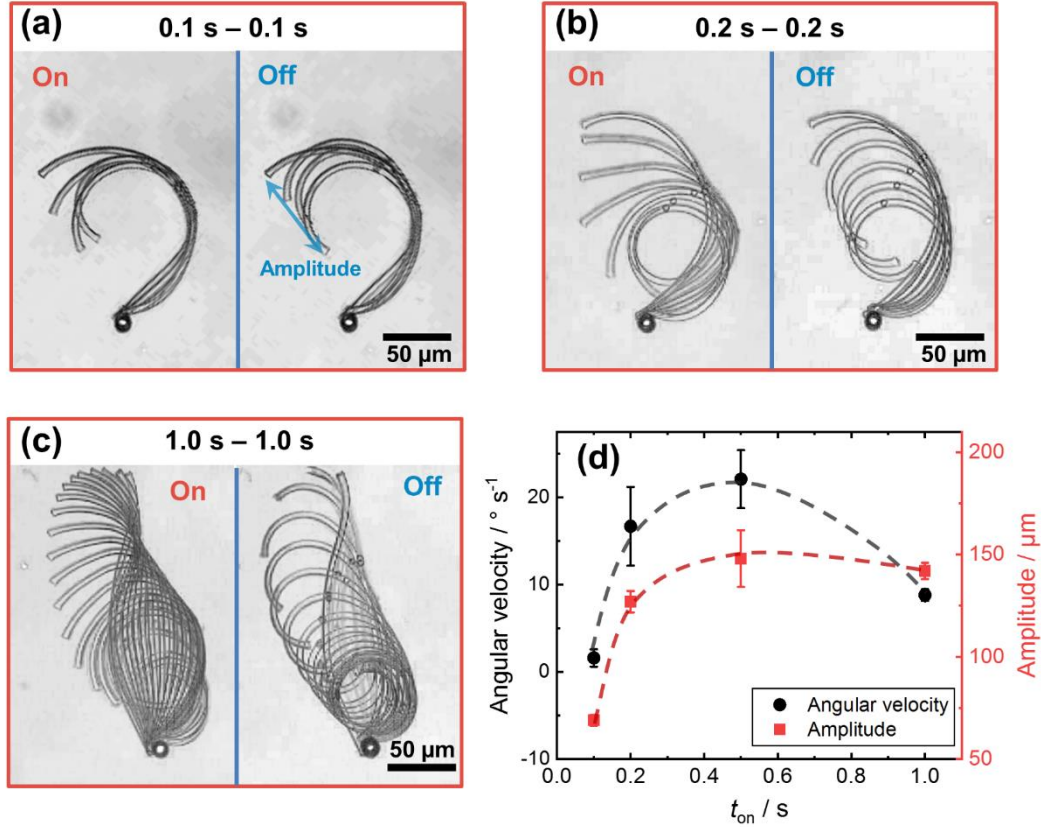 (a)
0.1 s – 0.1 s
On
Off
Amplitude
50 µm
(b)
0.2 s – 0.2 s
On
Off
50 µm
(c)
1.0 s – 1.0 s
On
Off
50 µm
(d)
Angular velocity / ° s⁻¹
20
10
0
-10
0.0 0.2 0.4 0.6 0.8 1.0
t_on / s
200
150
100
50
Amplitude / µm
Angular velocity
Amplitude